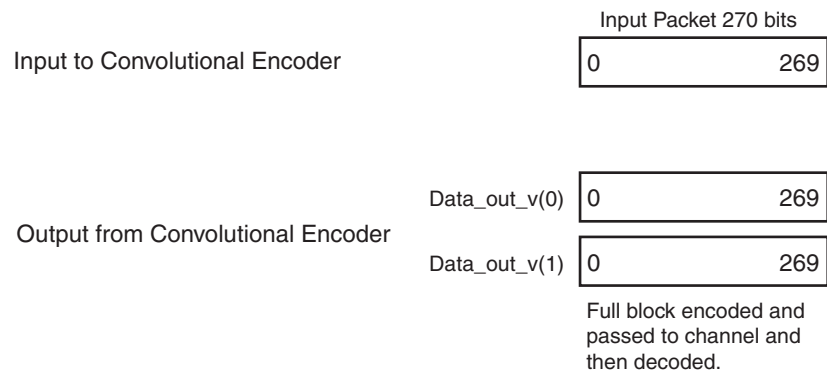 Input Packet 270 bits
Input to Convolutional Encoder
0 269
Data_out_v(0) 0 269
Output from Convolutional Encoder
Data_out_v(1) 0 269
Full block encoded and
passed to channel and
then decoded.